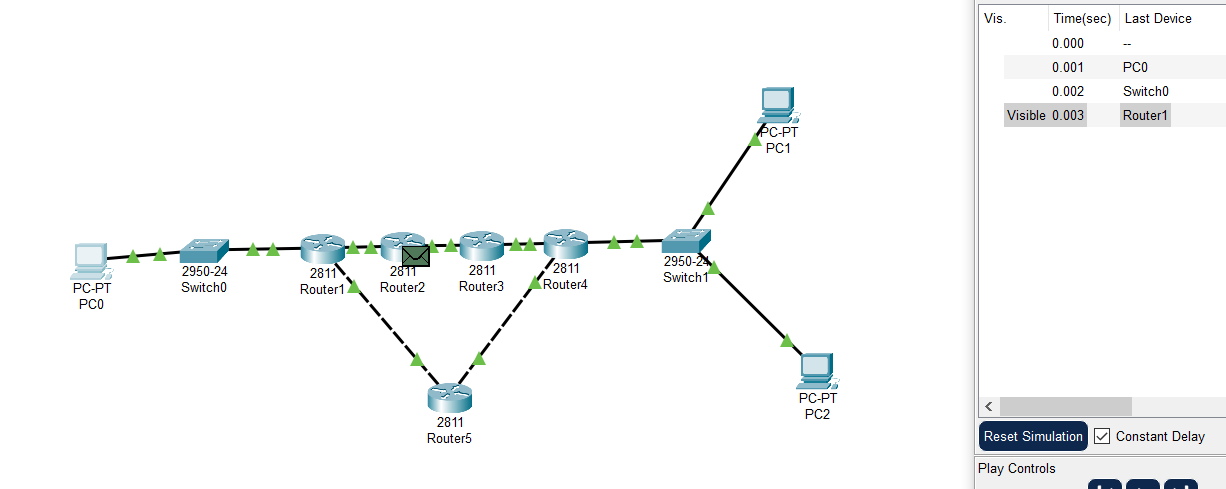 Vis.
Time(sec)
Last Device
0.000
--
0.001
PC0
0.002
Switch0
Visible
0.003
Router1
PC-PT
PC1
2950-24
Switch0
2811
Router1
2811
Router2
2811
Router3
2811
Router4
2950-24
Switch1
PC-PT
PC0
PC-PT
PC2
2811
Router5
Reset Simulation
Constant Delay
Play Controls